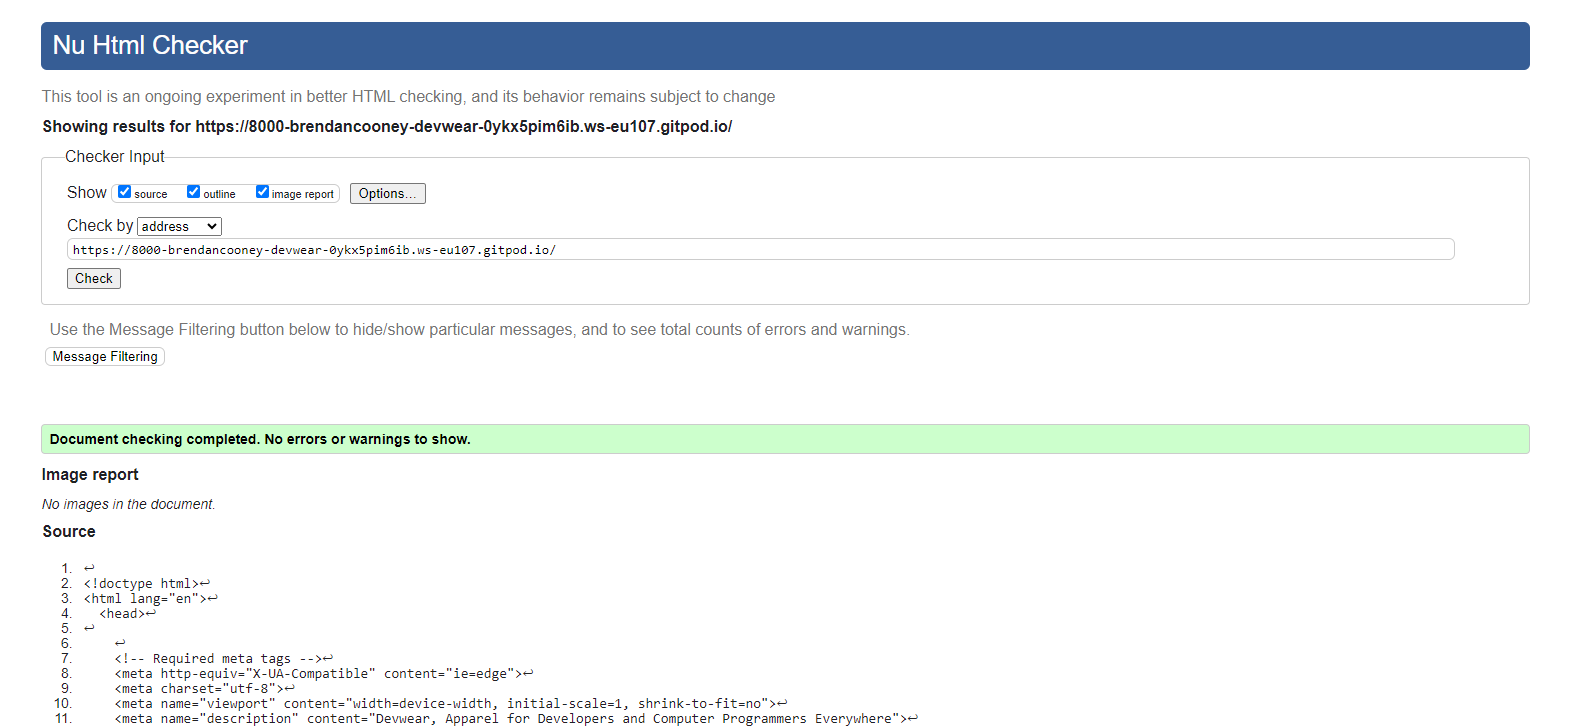 Nu Html Checker
This tool is an ongoing experiment in better HTML checking, and its behavior remains subject to change
Showing results for https://8000-brendancooney-devwear-0ykx5pim6ib.ws-eu107.gitpod.io/
Checker Input
Show source outline image report Options...
Check by address
https://8000-brendancooney-devwear-0ykx5pim6ib.ws-eu107.gitpod.io/
Check
Use the Message Filtering button below to hide/show particular messages, and to see total counts of errors and warnings.
Message Filtering
Document checking completed. No errors or warnings to show.
Image report
No images in the document.
Source
1. ↩
2. <!doctype html>↩
3. <html lang="en">↩
4. <head>↩
5. ↩
6. ↩
7. <!-- Required meta tags -->↩
8. <meta http-equiv="X-UA-Compatible" content="ie=edge">↩
9. <meta charset="utf-8">↩
10. <meta name="viewport" content="width=device-width, initial-scale=1, shrink-to-fit=no">↩
11. <meta name="description" content="Devwear, Apparel for Developers and Computer Programmers Everywhere">↩